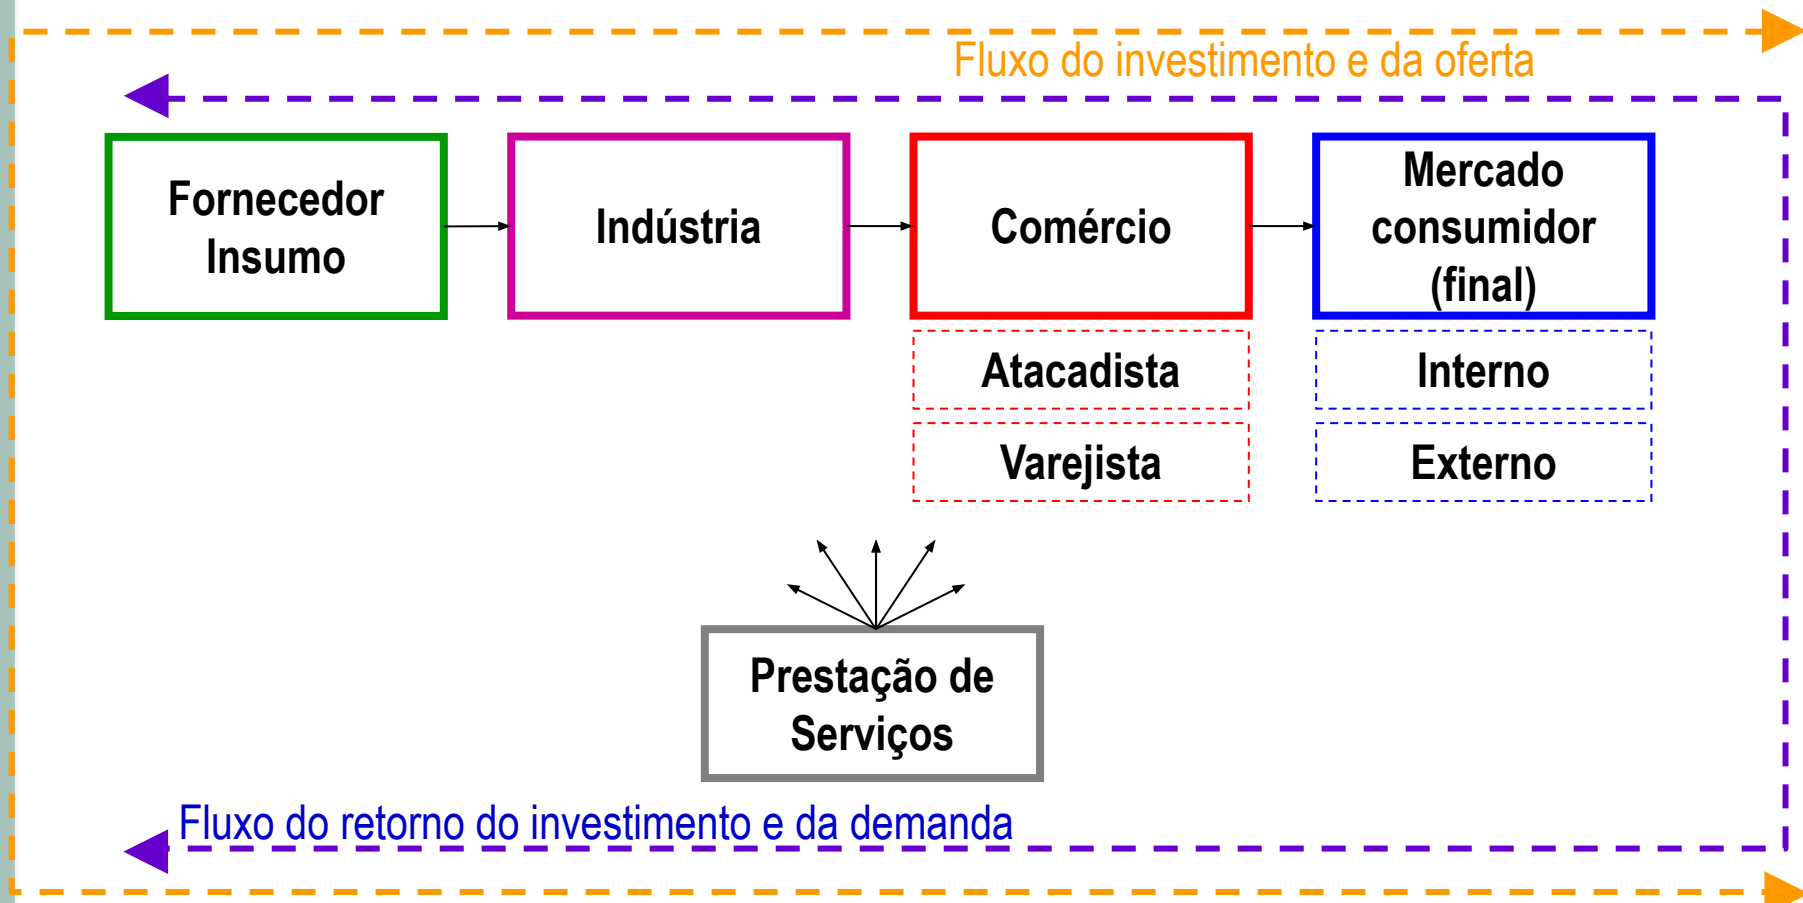 Fluxo do investimento e da oferta
Fornecedor
Insumo
Indústria
Comércio
Mercado
consumidor
(final)
Atacadista
Interno
Varejista
Externo
Prestação de
Serviços
Fluxo do retorno do investimento e da demanda